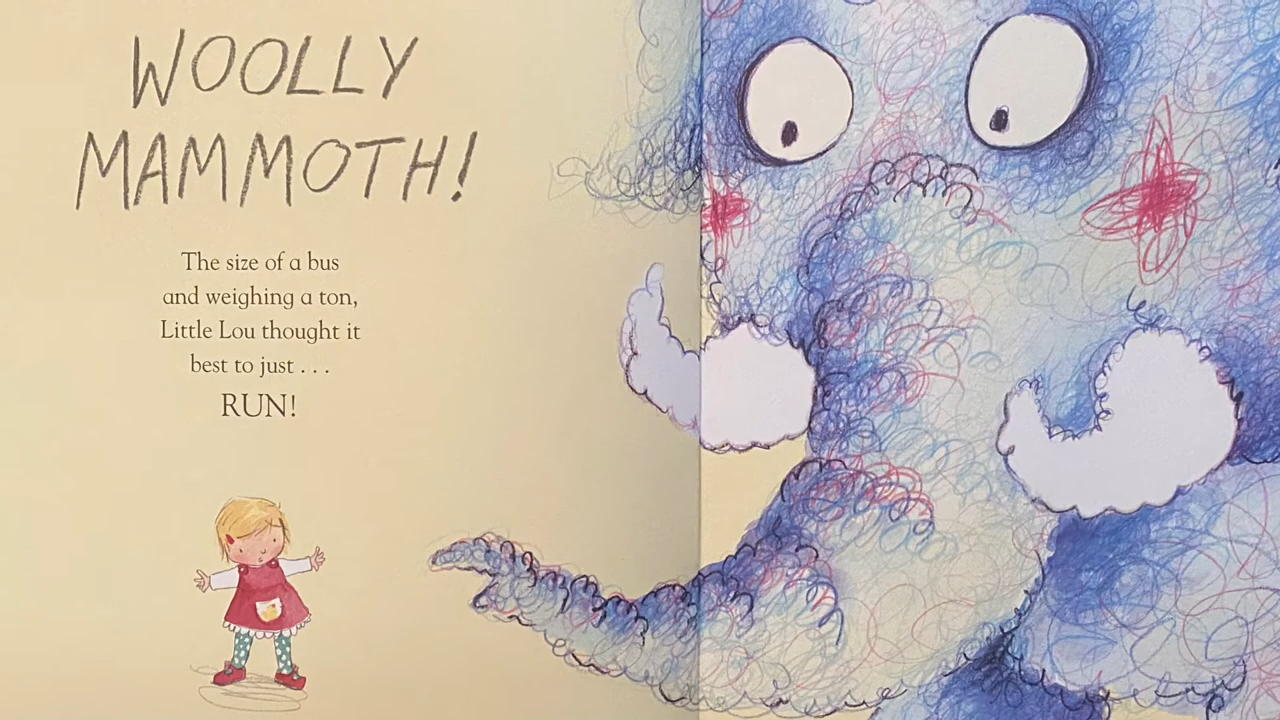 WOOLLY
MAMMOTH!
The size of a bus
and weighing a ton,
Little Lou thought it
best to just . . .
RUN!